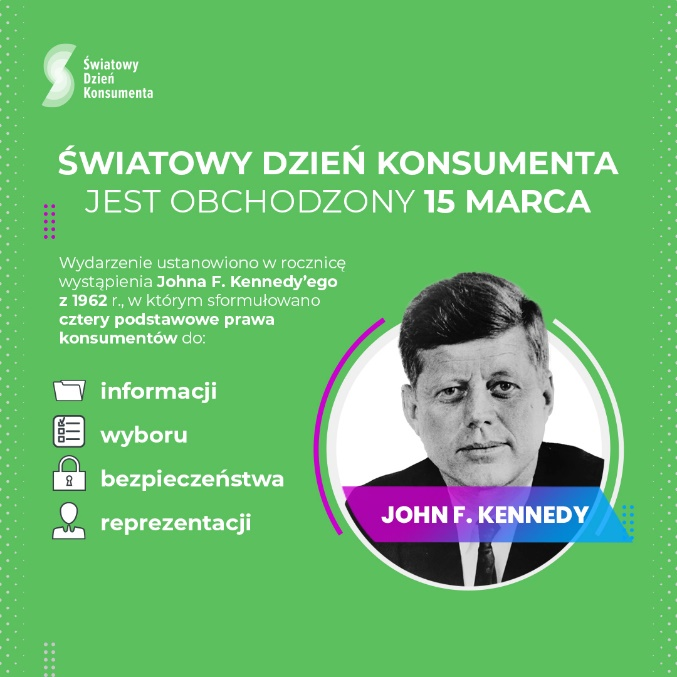 Światowy
Dzień
Konsumenta
ŚWIATOWY DZIEŃ KONSUMENTA
JEST OBCHODZONY 15 MARCA
Wydarzenie ustanowiono w rocznicę
wystąpienia Johna F. Kennedy'ego
z 1962 r., w którym sformułowano
cztery podstawowe prawa
konsumentów do:
informacji
wyboru
bezpieczeństwa
reprezentacji
JOHN F. KENNEDY